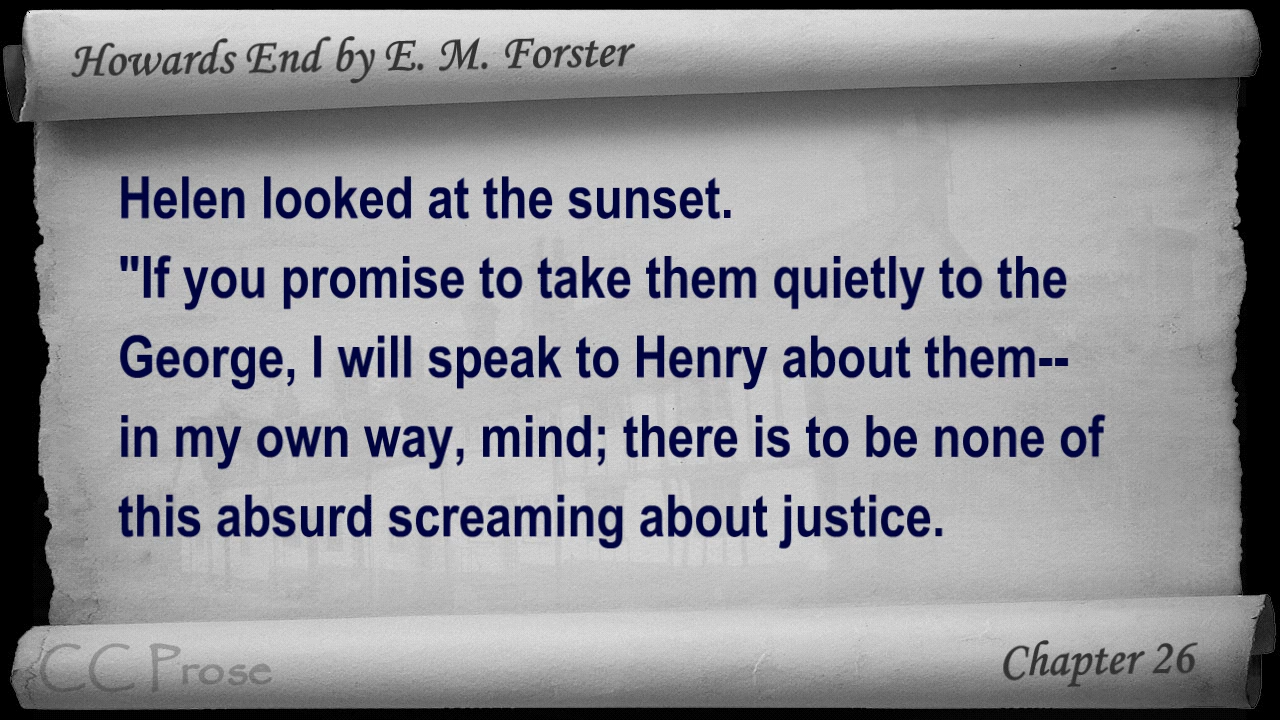 Howards End by E. M. Forster
Helen looked at the sunset.
"If you promise to take them quietly to the
George, I will speak to Henry about them--
in my own way, mind; there is to be none of
this absurd screaming about justice.
CC Prose
Chapter 26